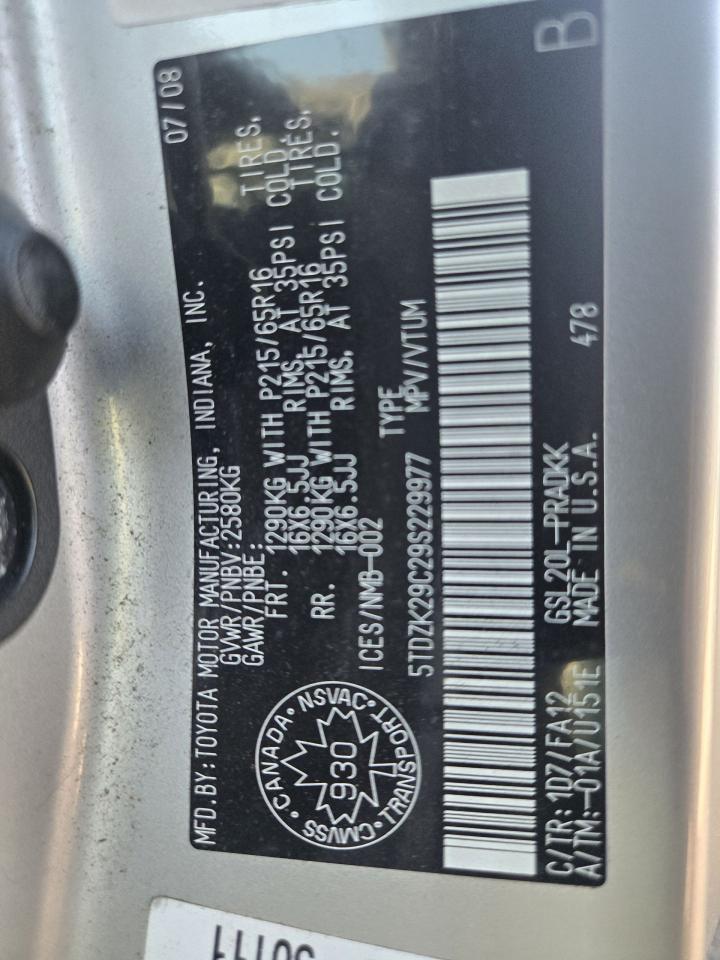 MFD.BY:TOYOTA MOTOR MANUFACTURING, INDIANA, INC. 07/08
GVWR/PNBV:2580KG
GAWR/PNBE:
FRT. 1290KG WITH P215/65R16 TIRES,
16X6.5JJ RIMS, AT 35PSI COLD.
RR. 1290KG WITH P215/65R16 TIRES,
16X6.5JJ RIMS, AT 35PSI COLD.
ICES/NMB-002 TYPE
5TDZK29C29S229977 MPV/VTUM
CANADA • NSVAC • TRANSPORT • CMVSS •
930
C/TR:1D7/FA12 GSL20L-PRADKK
A/TM:-01A/U151E MADE IN U.S.A. 478
B